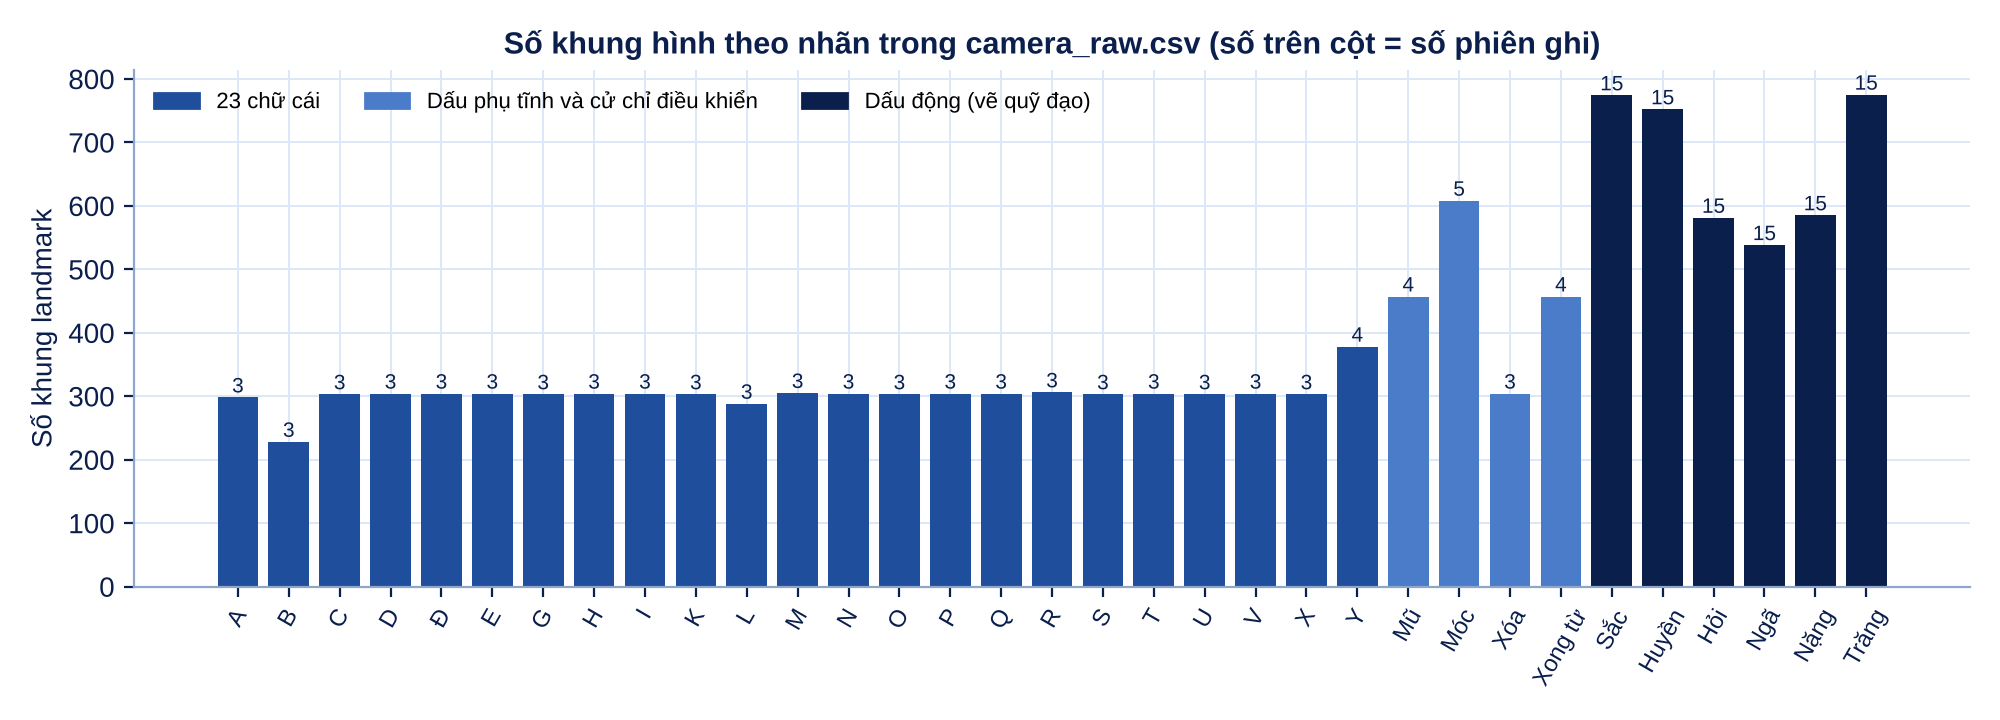 Số khung hình theo nhãn trong camera_raw.csv (số trên cột = số phiên ghi)
23 chữ cái
Dấu phụ tĩnh và cử chỉ điều khiển
Dấu động (vẽ quỹ đạo)
Số khung landmark
800
700
600
500
400
300
200
100
0
3 3 3 3 3 3 3 3 3 3 3 3 3 3 3 3 3 3 3 3 3 3 4 4 5 3 4 15 15 15 15 15 15
A B C D Đ E G H I K L M N O P Q R S T U V X Y Mũ Móc Xóa Xong từ Sắc Huyền Hỏi Ngã Nặng Trăng